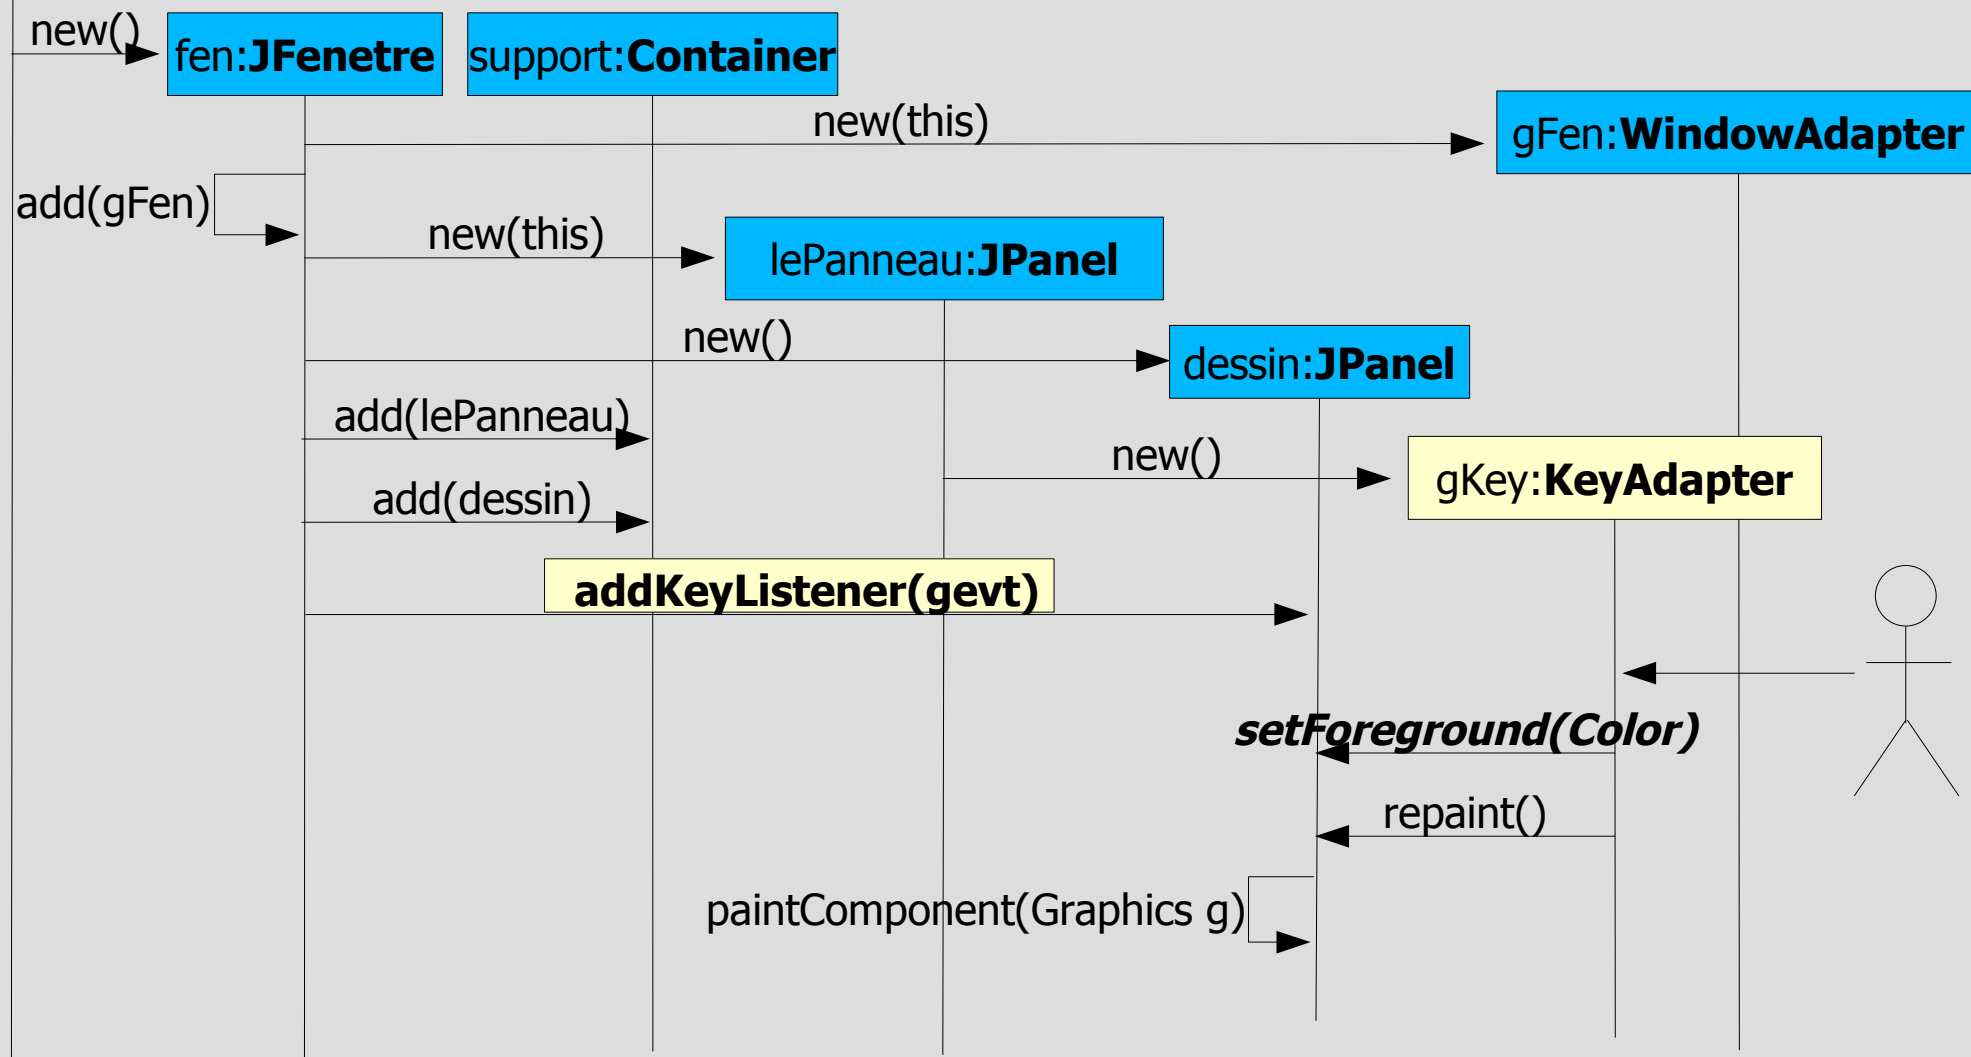 new()
fen:JFenetre
support:Container
new(this)
gFen:WindowAdapter
add(gFen)
new(this)
lePanneau:JPanel
new()
dessin:JPanel
add(lePanneau)
new()
gKey:KeyAdapter
add(dessin)
addKeyListener(gevt)
setForeground(Color)
repaint()
paintComponent(Graphics g)